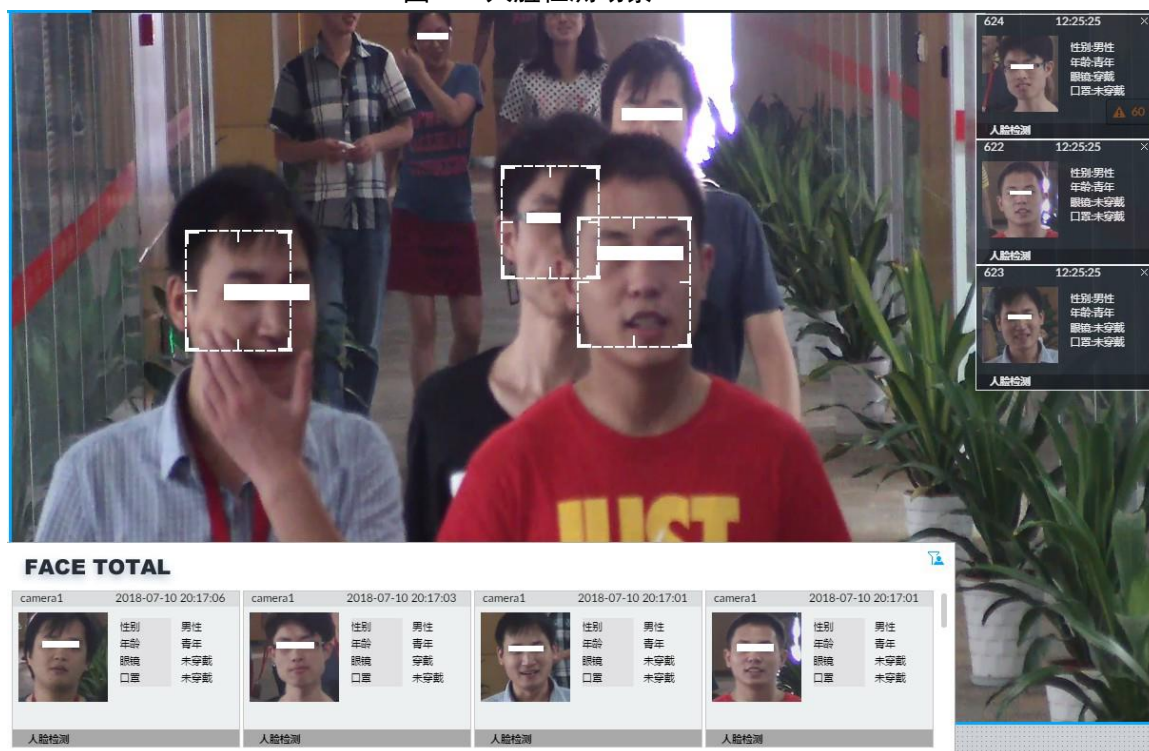 624 12:25:25
性别:男性
年龄:青年
眼镜:穿戴
口罩:未穿戴
60
人脸检测
622 12:25:25
性别:男性
年龄:青年
眼镜:未穿戴
口罩:未穿戴
人脸检测
623 12:25:25
性别:男性
年龄:青年
眼镜:未穿戴
口罩:未穿戴
人脸检测
JUST
FACE TOTAL
camera1 2018-07-10 20:17:06
性别 男性
年龄 青年
眼镜 未穿戴
口罩 未穿戴
人脸检测
camera1 2018-07-10 20:17:03
性别 男性
年龄 青年
眼镜 穿戴
口罩 未穿戴
人脸检测
camera1 2018-07-10 20:17:01
性别 男性
年龄 青年
眼镜 未穿戴
口罩 未穿戴
人脸检测
camera1 2018-07-10 20:17:01
性别 男性
年龄 青年
眼镜 未穿戴
口罩 未穿戴
人脸检测